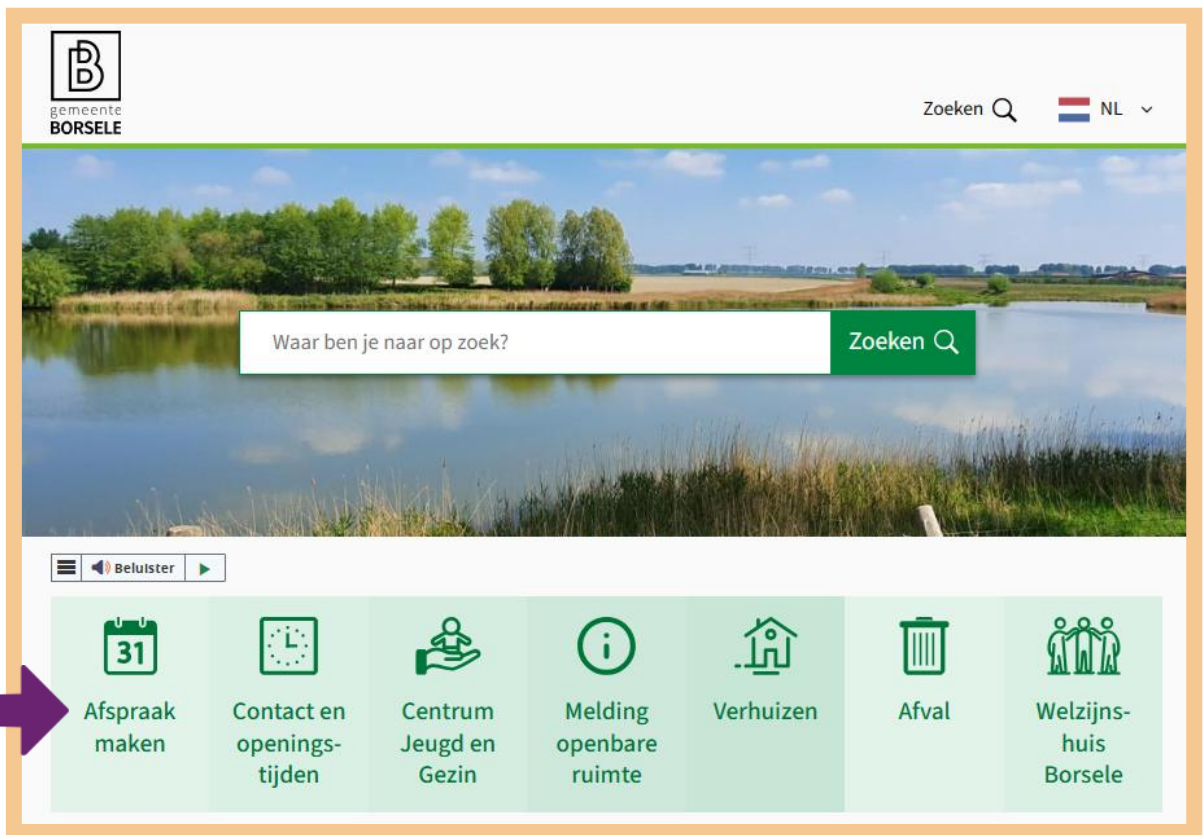 B
gemeente
BORSELE
Zoeken
NL
Waar ben je naar op zoek?
Zoeken
Beluister
31
Afspraak
maken
Contact en
openings-
tijden
Centrum
Jeugd en
Gezin
i
Melding
openbare
ruimte
Verhuizen
Afval
Welzijns-
huis
Borsele